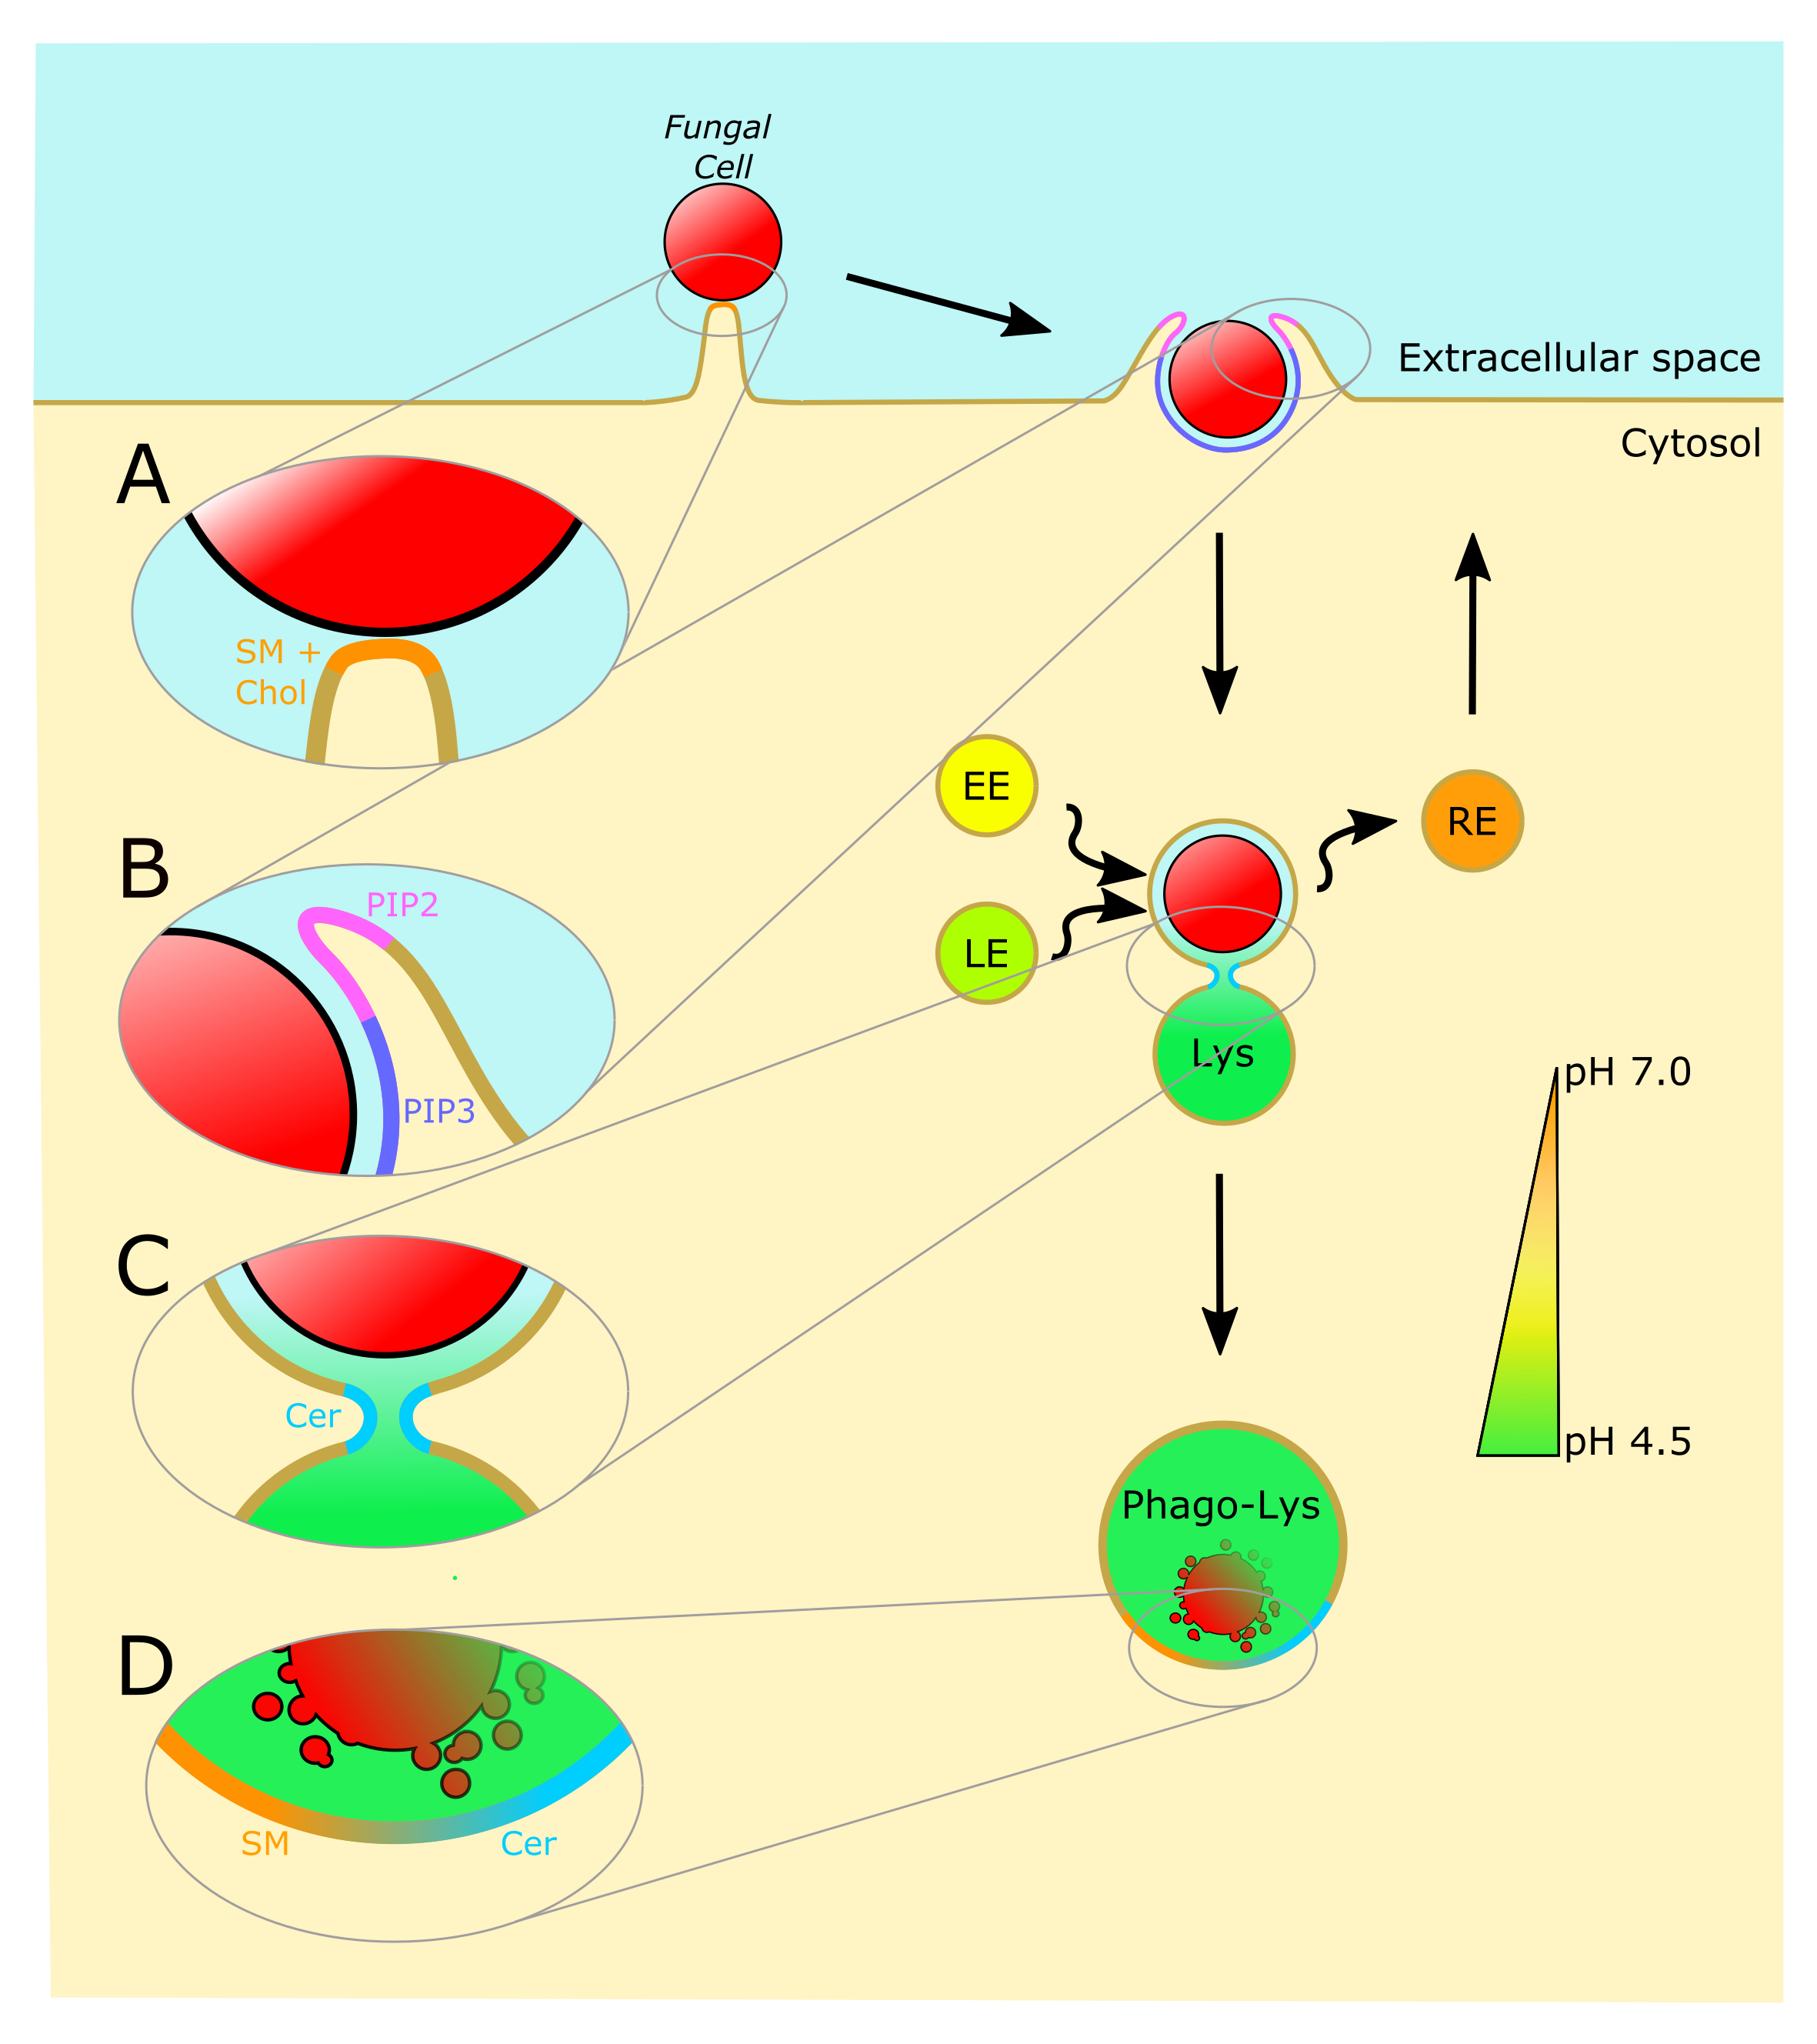 Fungal
Cell
Extracellular space
Cytosol
A
SM +
Chol
EE
RE
B
PIP2
LE
PIP3
Lys
pH 7.0
C
Cer
pH 4.5
Phago-Lys
D
SM
Cer